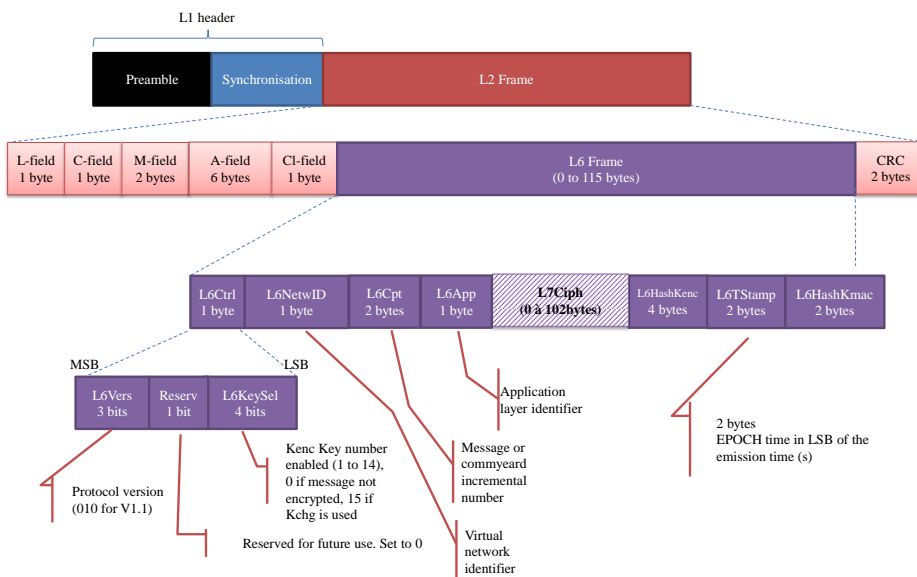 L1 header
Preamble
Synchronisation
L2 Frame
L-field
1 byte
C-field
1 byte
M-field
2 bytes
A-field
6 bytes
Cl-field
1 byte
L6 Frame
(0 to 115 bytes)
CRC
2 bytes
L6Ctrl
1 byte
L6NetwID
1 byte
L6Cpt
2 bytes
L6App
1 byte
L7Ciph
(0 à 102bytes)
L6HashKenc
4 bytes
L6TStamp
2 bytes
L6HashKmac
2 bytes
MSB
LSB
L6Vers
3 bits
Reserv
1 bit
L6KeySel
4 bits
Application
layer identifier
2 bytes
EPOCH time in LSB of the
emission time (s)
Kenc Key number
enabled (1 to 14),
0 if message not
encrypted, 15 if
Kchg is used
Message or
commyeard
incremental
number
Protocol version
(010 for V1.1)
Reserved for future use. Set to 0
Virtual
network
identifier